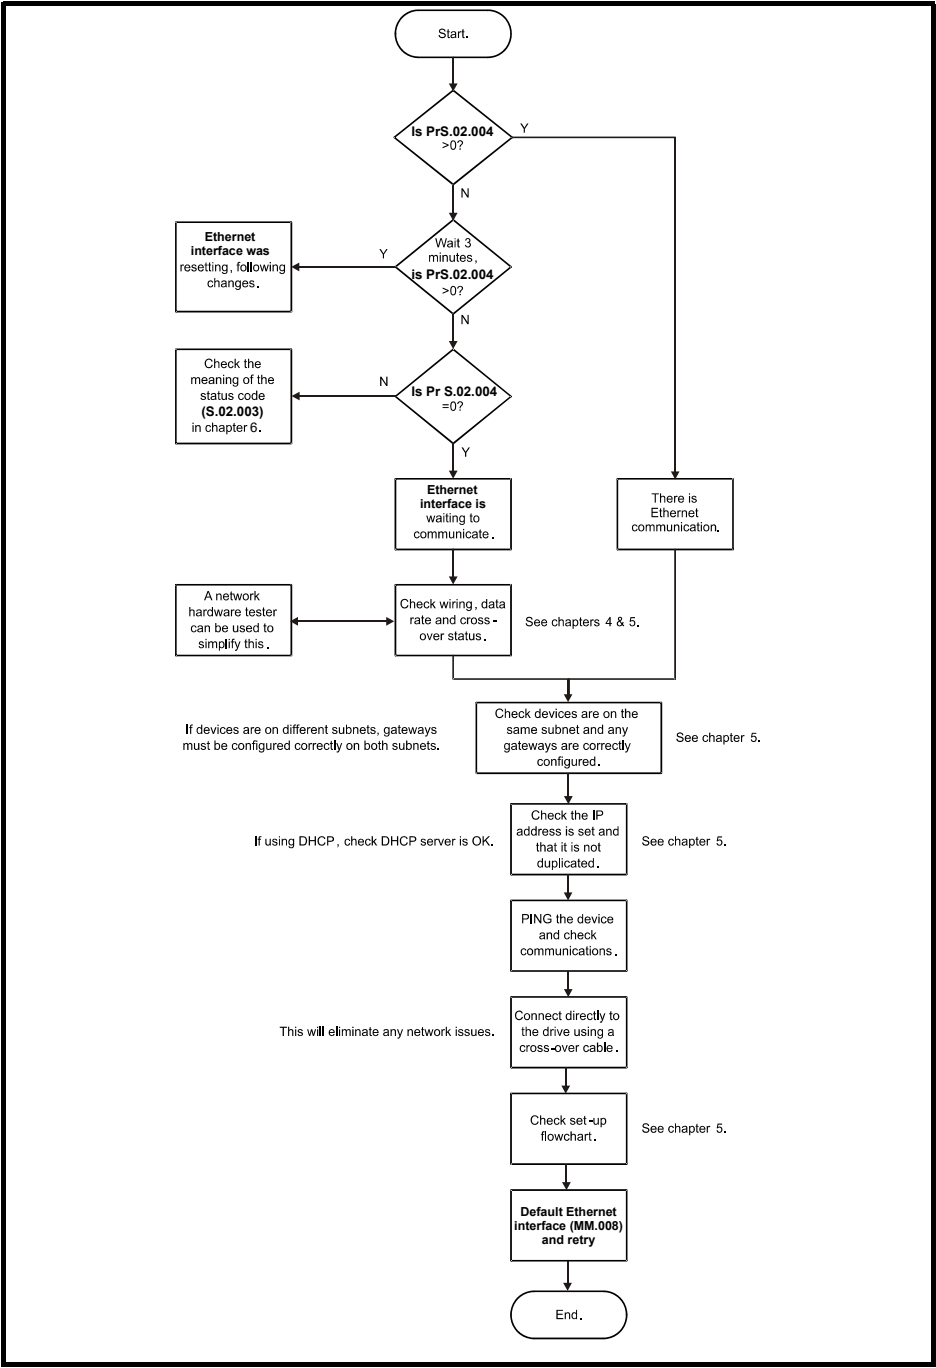 Start.
Is PrS.02.004
>0?
Y
N
Wait 3
minutes,
is PrS.02.004
>0?
Y
Ethernet
interface was
resetting, following
changes.
N
Is Pr S.02.004
=0?
N
Check the
meaning of the
status code
(S.02.003)
in chapter 6.
Y
Ethernet
interface is
waiting to
communicate.
There is
Ethernet
communication.
A network
hardware tester
can be used to
simplify this.
Check wiring, data
rate and cross-
over status.
See chapters 4 & 5.
If devices are on different subnets, gateways
must be configured correctly on both subnets.
Check devices are on the
same subnet and any
gateways are correctly
configured.
See chapter 5.
If using DHCP, check DHCP server is OK.
Check the IP
address is set and
that it is not
duplicated.
See chapter 5.
PING the device
and check
communications.
This will eliminate any network issues.
Connect directly to
the drive using a
cross-over cable.
Check set-up
flowchart.
See chapter 5.
Default Ethernet
interface (MM.008)
and retry
End.